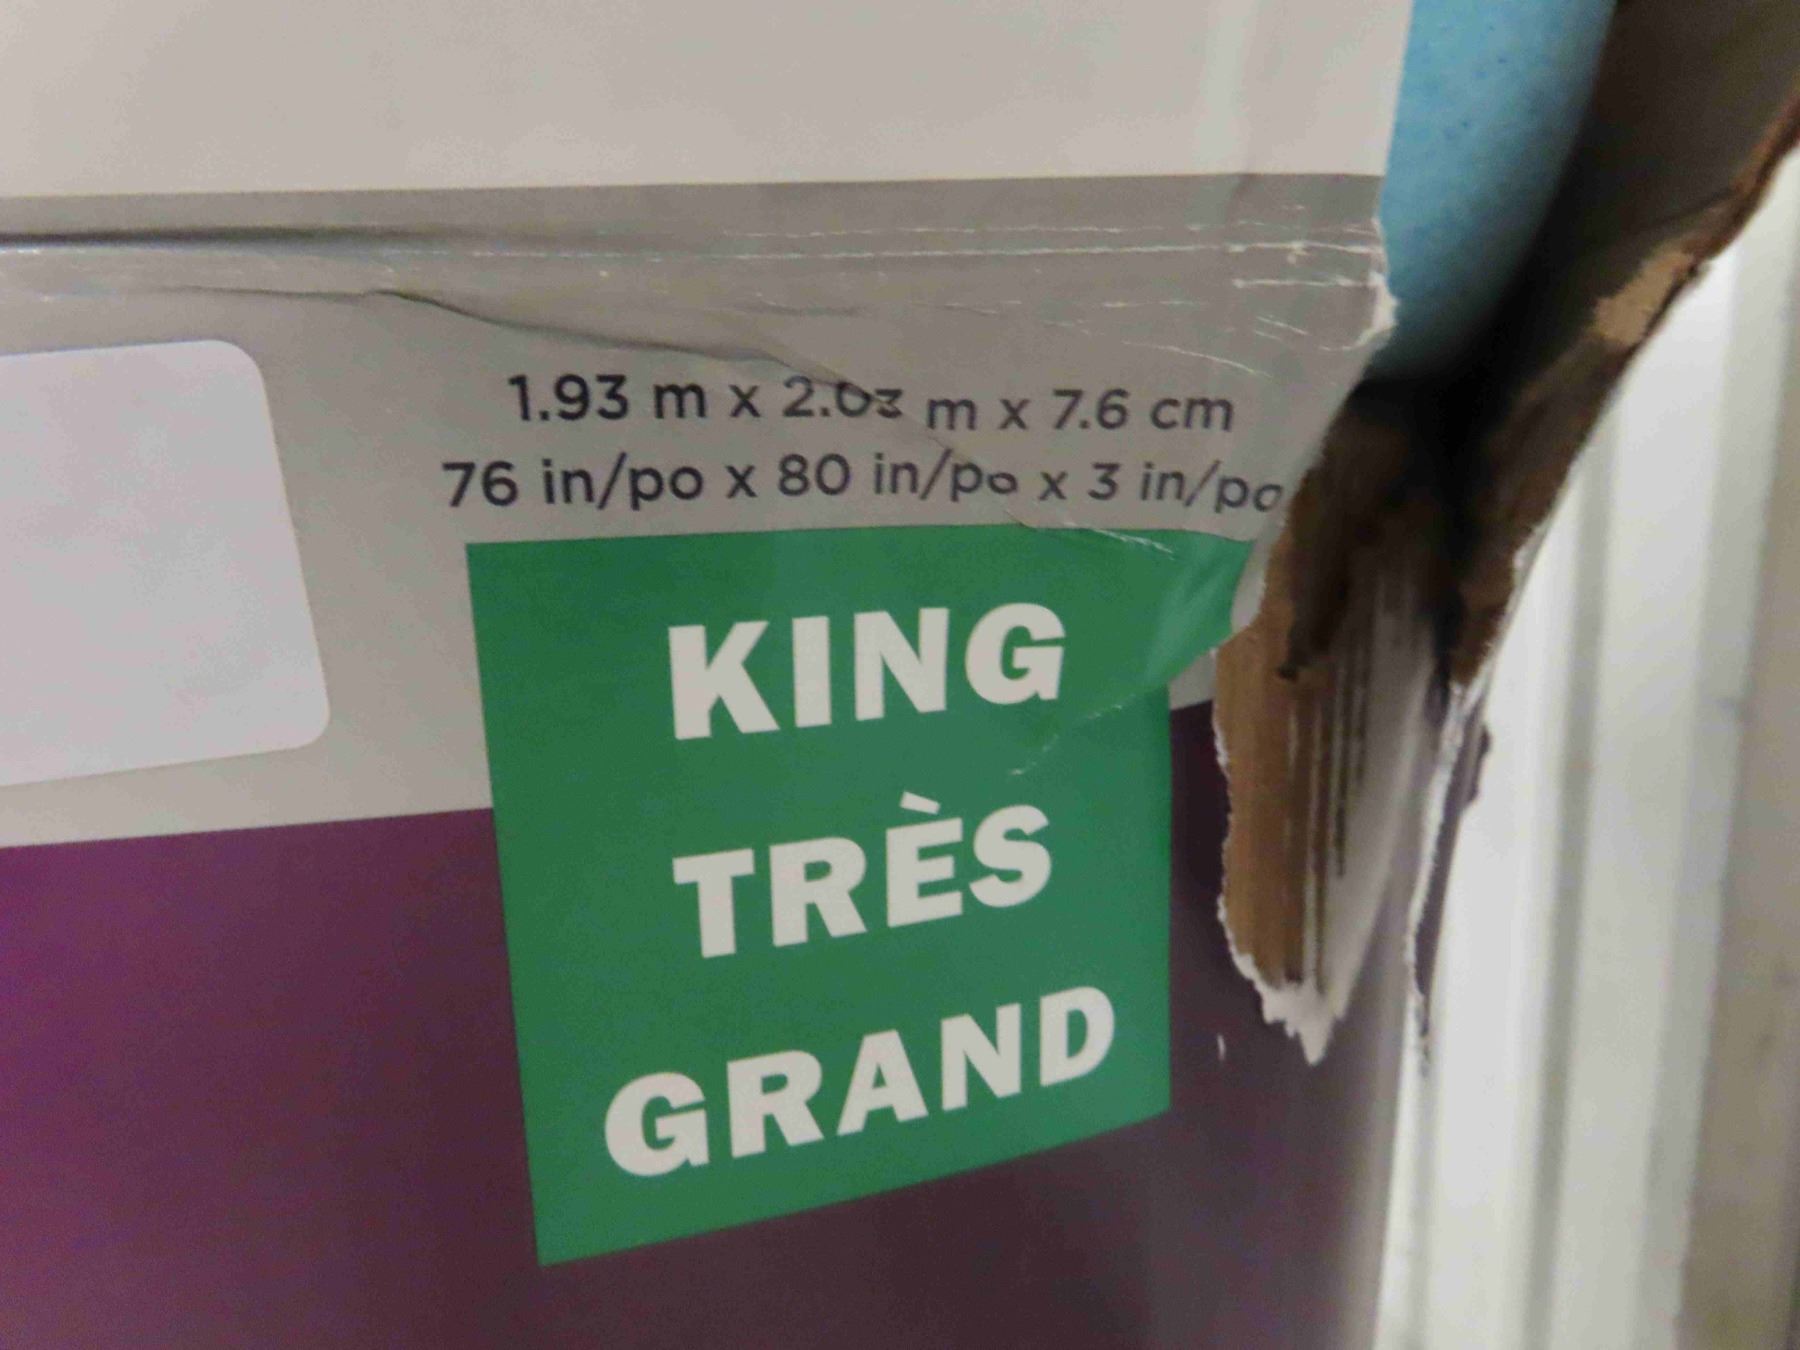 1.93 m x 2.03 m x 7.6 cm
76 in/po x 80 in/po x 3 in/po
KING
TRÈS
GRAND